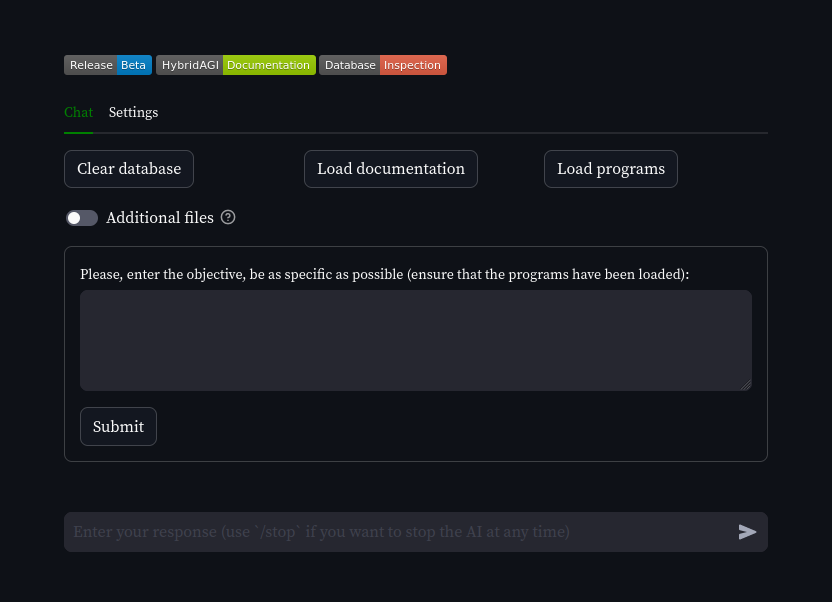 Release Beta HybridAGI Documentation Database Inspection
Chat Settings
Clear database Load documentation Load programs
Additional files ?
Please, enter the objective, be as specific as possible (ensure that the programs have been loaded):
Submit
Enter your response (use `/stop` if you want to stop the AI at any time)